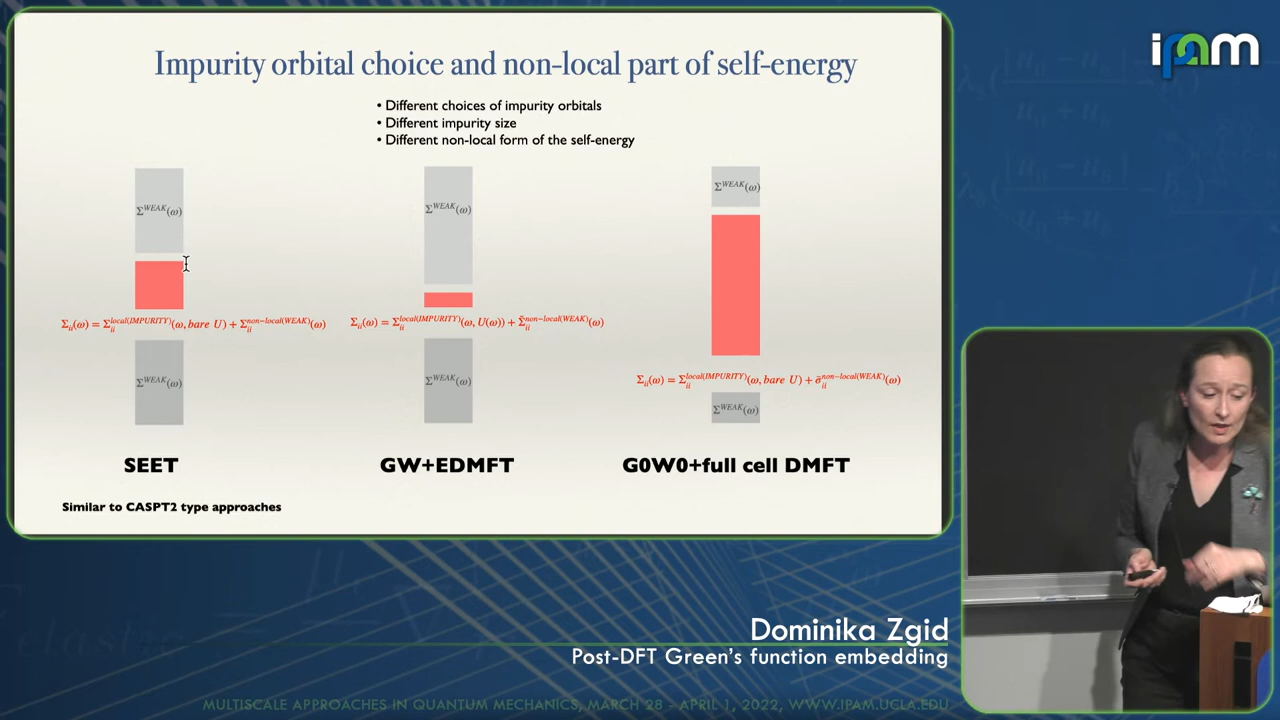 Impurity orbital choice and non-local part of self-energy
• Different choices of impurity orbitals
• Different impurity size
• Different non-local form of the self-energy
Σ^WEAK(ω)
Σ_ii(ω) = Σ_ii^local(IMPURITY)(ω, bare U) + Σ_ii^non-local(WEAK)(ω)
Σ^WEAK(ω)
SEET
Similar to CASPT2 type approaches
Σ^WEAK(ω)
Σ_ii(ω) = Σ_ii^local(IMPURITY)(ω, U(ω)) + Σ̃_ii^non-local(WEAK)(ω)
Σ^WEAK(ω)
GW+EDMFT
Σ^WEAK(ω)
Σ_ii(ω) = Σ_ii^local(IMPURITY)(ω, bare U) + σ̃_ii^non-local(WEAK)(ω)
Σ^WEAK(ω)
G0W0+full cell DMFT
ipam
Dominika Zgid
Post-DFT Green's function embedding
MULTISCALE APPROACHES IN QUANTUM MECHANICS, MARCH 28 - APRIL 1, 2022, WWW.IPAM.UCLA.EDU